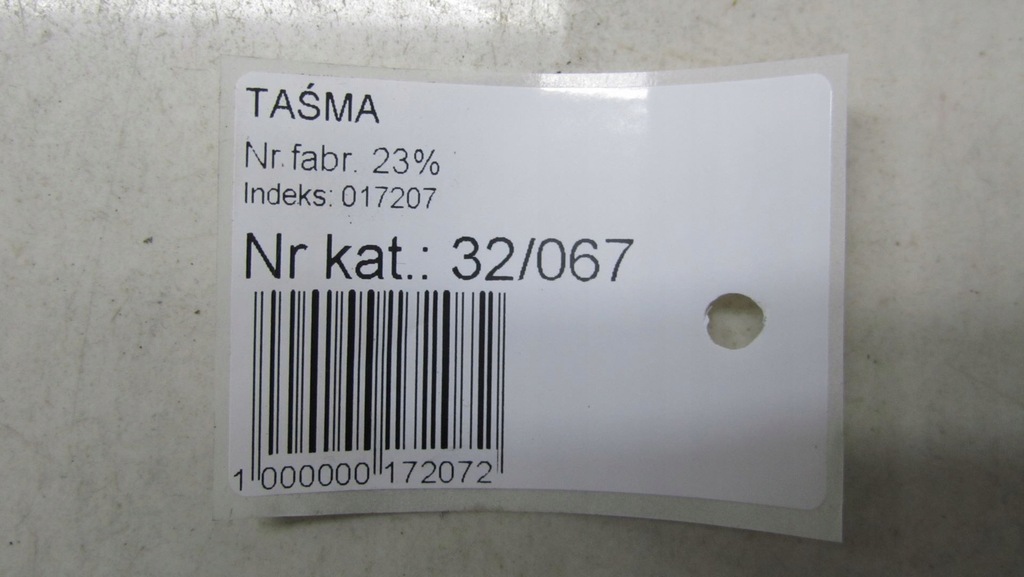 TAŚMA
Nr.fabr. 23%
Indeks: 017207
Nr kat.: 32/067
1 000000 172072